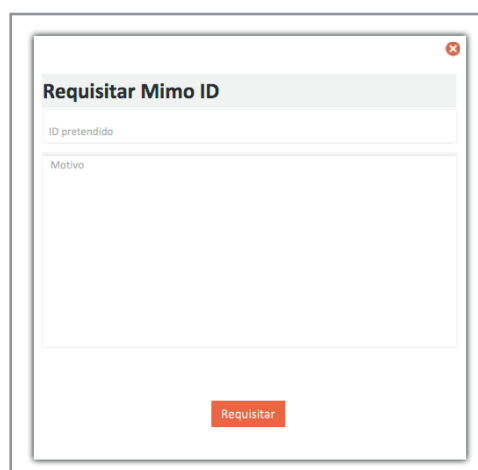 Requisitar Mimo ID
ID pretendido
Motivo
Requisitar